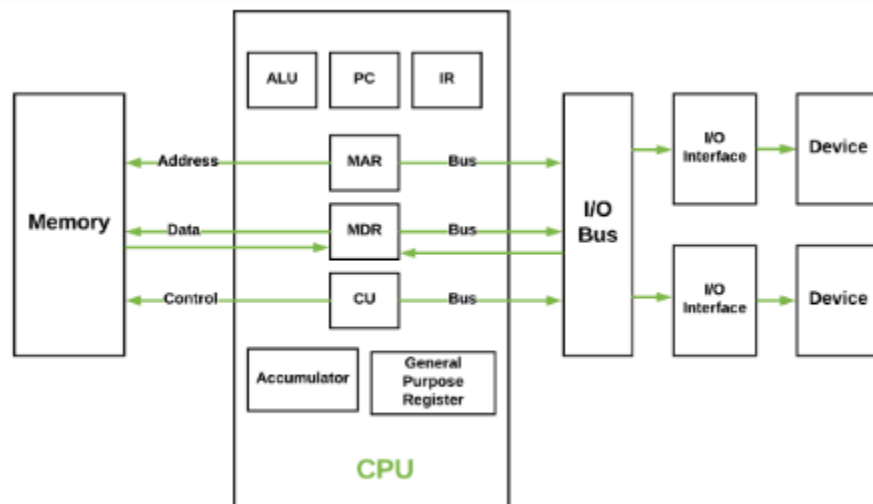 ALU
PC
IR
Memory
Address
MAR
Bus
Data
MDR
Bus
Control
CU
Bus
I/O
Bus
I/O
Interface
Device
I/O
Interface
Device
Accumulator
General
Purpose
Register
CPU